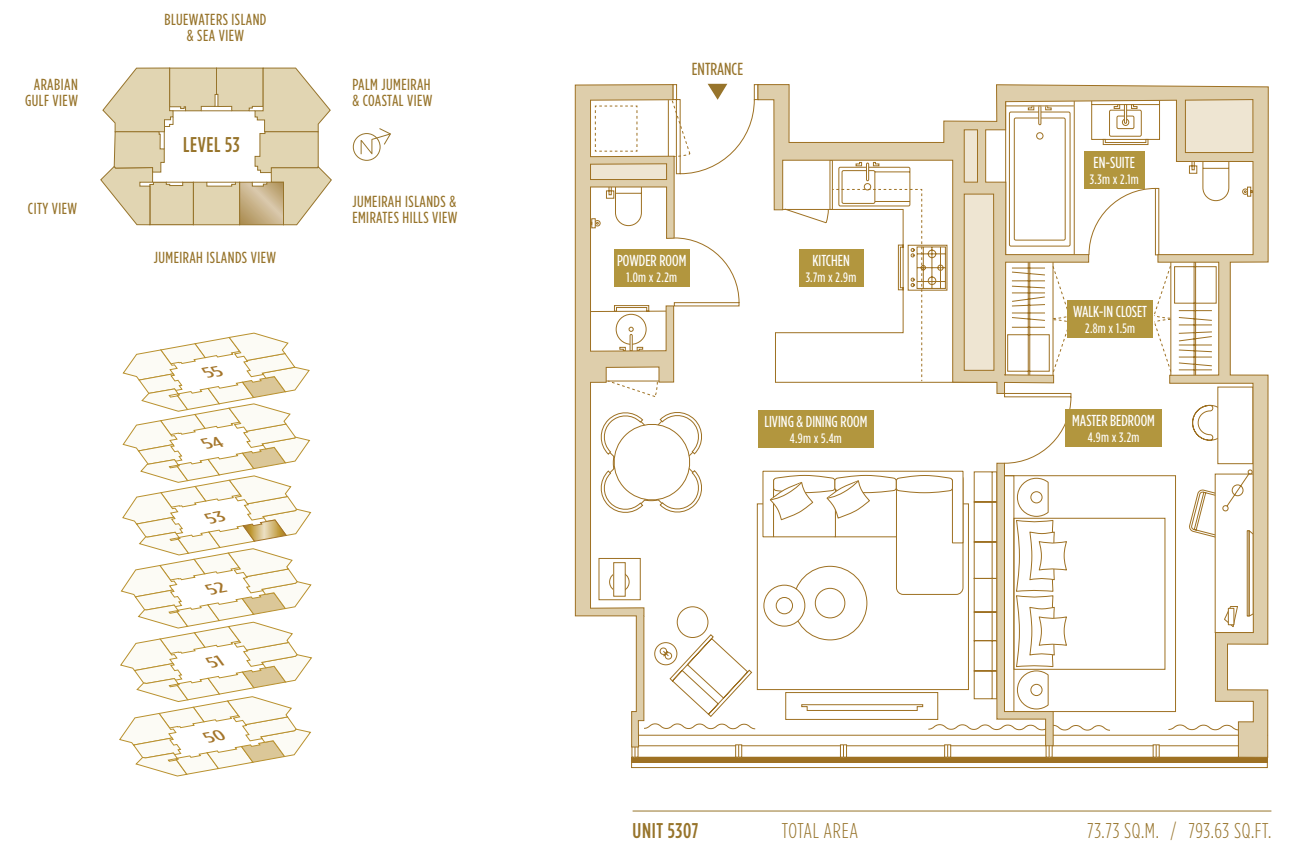 BLUEWATERS ISLAND
& SEA VIEW
ARABIAN
GULF VIEW
PALM JUMEIRAH
& COASTAL VIEW
LEVEL 53
N
CITY VIEW
JUMEIRAH ISLANDS &
EMIRATES HILLS VIEW
JUMEIRAH ISLANDS VIEW
55
54
53
52
51
50
ENTRANCE
EN-SUITE
3.3m x 2.1m
POWDER ROOM
1.0m x 2.2m
KITCHEN
3.7m x 2.9m
WALK-IN CLOSET
2.8m x 1.5m
LIVING & DINING ROOM
4.9m x 5.4m
MASTER BEDROOM
4.9m x 3.2m
UNIT 5307 TOTAL AREA 73.73 SQ.M. / 793.63 SQ.FT.